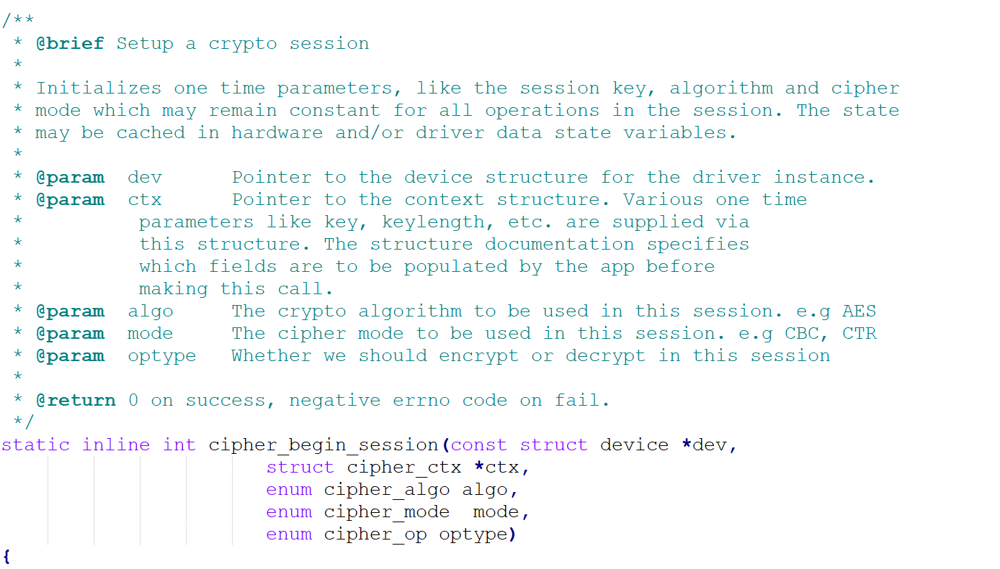 /**
 * @brief Setup a crypto session
 *
 * Initializes one time parameters, like the session key, algorithm and cipher
 * mode which may remain constant for all operations in the session. The state
 * may be cached in hardware and/or driver data state variables.
 *
 * @param  dev      Pointer to the device structure for the driver instance.
 * @param  ctx      Pointer to the context structure. Various one time
 *          parameters like key, keylength, etc. are supplied via
 *          this structure. The structure documentation specifies
 *          which fields are to be populated by the app before
 *          making this call.
 * @param  algo     The crypto algorithm to be used in this session. e.g AES
 * @param  mode     The cipher mode to be used in this session. e.g CBC, CTR
 * @param  optype   Whether we should encrypt or decrypt in this session
 *
 * @return 0 on success, negative errno code on fail.
 */
static inline int cipher_begin_session(const struct device *dev,
                       struct cipher_ctx *ctx,
                       enum cipher_algo algo,
                       enum cipher_mode  mode,
                       enum cipher_op optype)
{